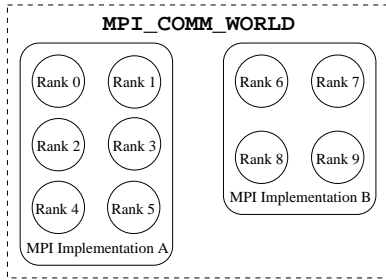 MPI_COMM_WORLD
Rank 0 Rank 1
Rank 2 Rank 3
Rank 4 Rank 5
MPI Implementation A
Rank 6 Rank 7
Rank 8 Rank 9
MPI Implementation B